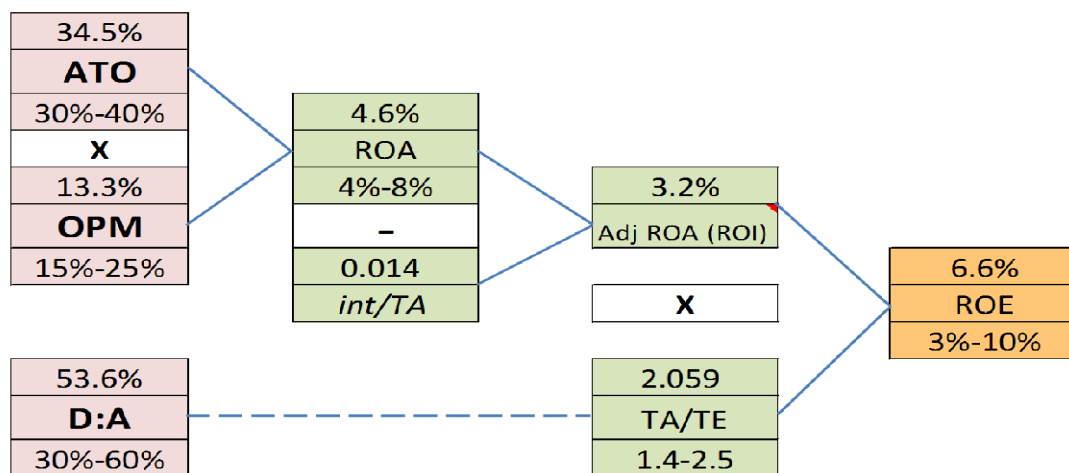 34.5%
ATO
30%-40%
X
13.3%
OPM
15%-25%
53.6%
D:A
30%-60%
4.6%
ROA
4%-8%
–
0.014
int/TA
3.2%
Adj ROA (ROI)
X
2.059
TA/TE
1.4-2.5
6.6%
ROE
3%-10%